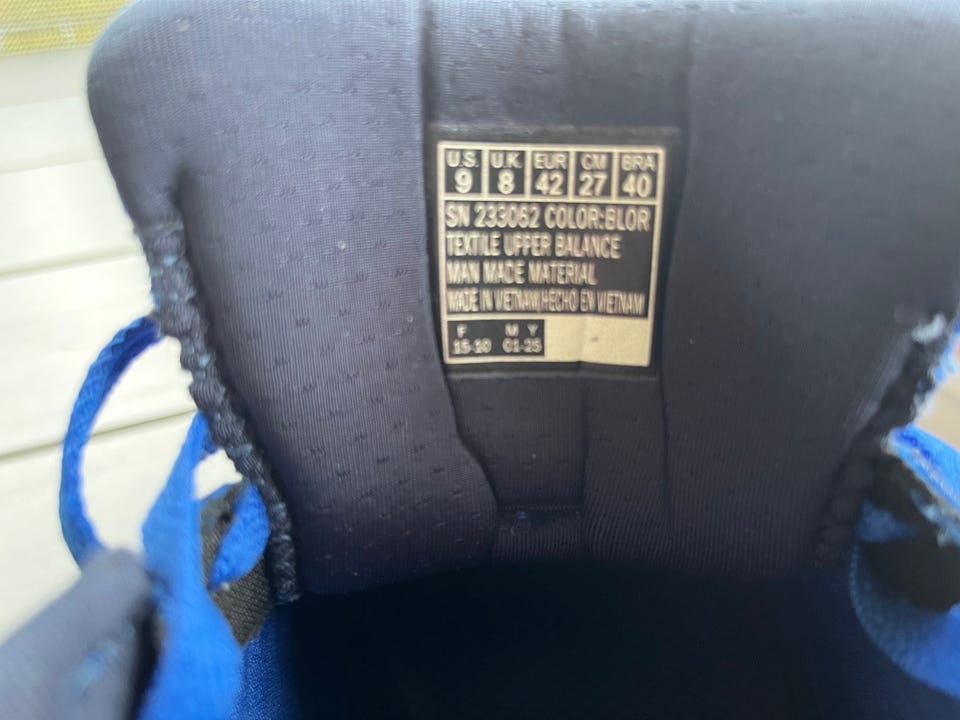 U.S. U.K. EUR CM BRA
9 8 42 27 40
SN 233062 COLOR:BLOR
TEXTILE UPPER BALANCE
MAN MADE MATERIAL
MADE IN VIETNAM/HECHO EN VIETNAM
F M Y
15-10 01-25